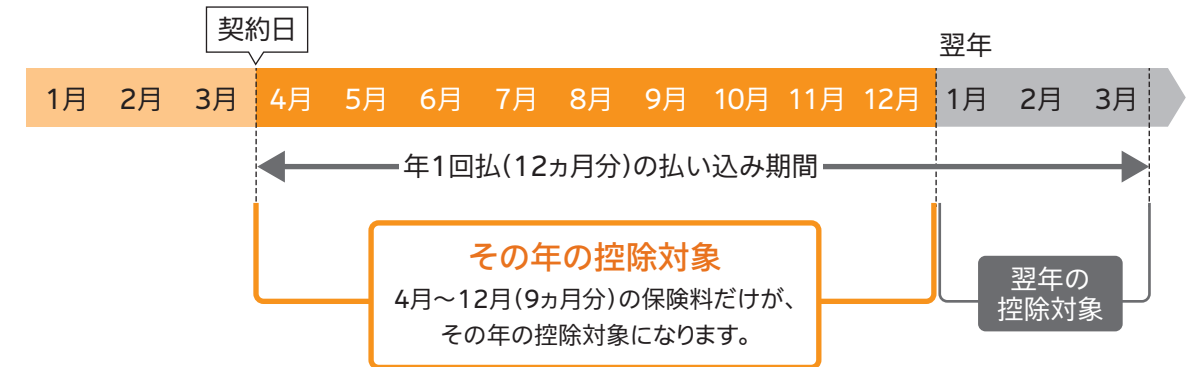 契約日
翌年
1月 2月 3月 4月 5月 6月 7月 8月 9月 10月 11月 12月 1月 2月 3月
年1回払(12ヵ月分)の払い込み期間
その年の控除対象
4月〜12月(9ヵ月分)の保険料だけが、
その年の控除対象になります。
翌年の
控除対象